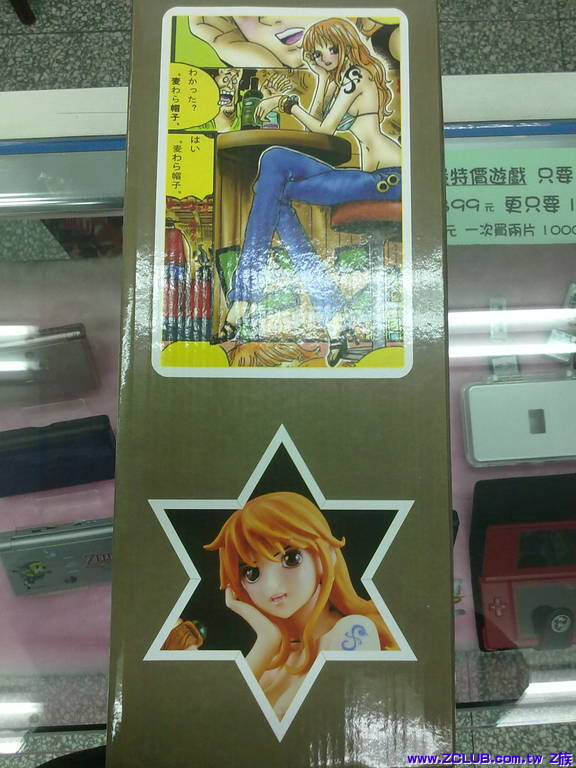 わかった？
。麦わら帽子、
はい
。麦わら帽子。
特價遊戲 只要
99元 更只要 1
元 一次買兩片 1000
ZEL
www.ZCLUB.com.tw Z族